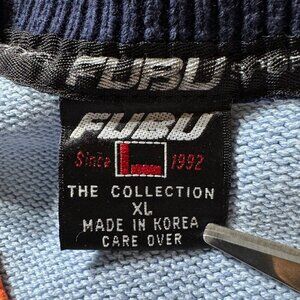 FUBU
FUBU
Since L 1992
THE COLLECTION
XL
MADE IN KOREA
CARE OVER